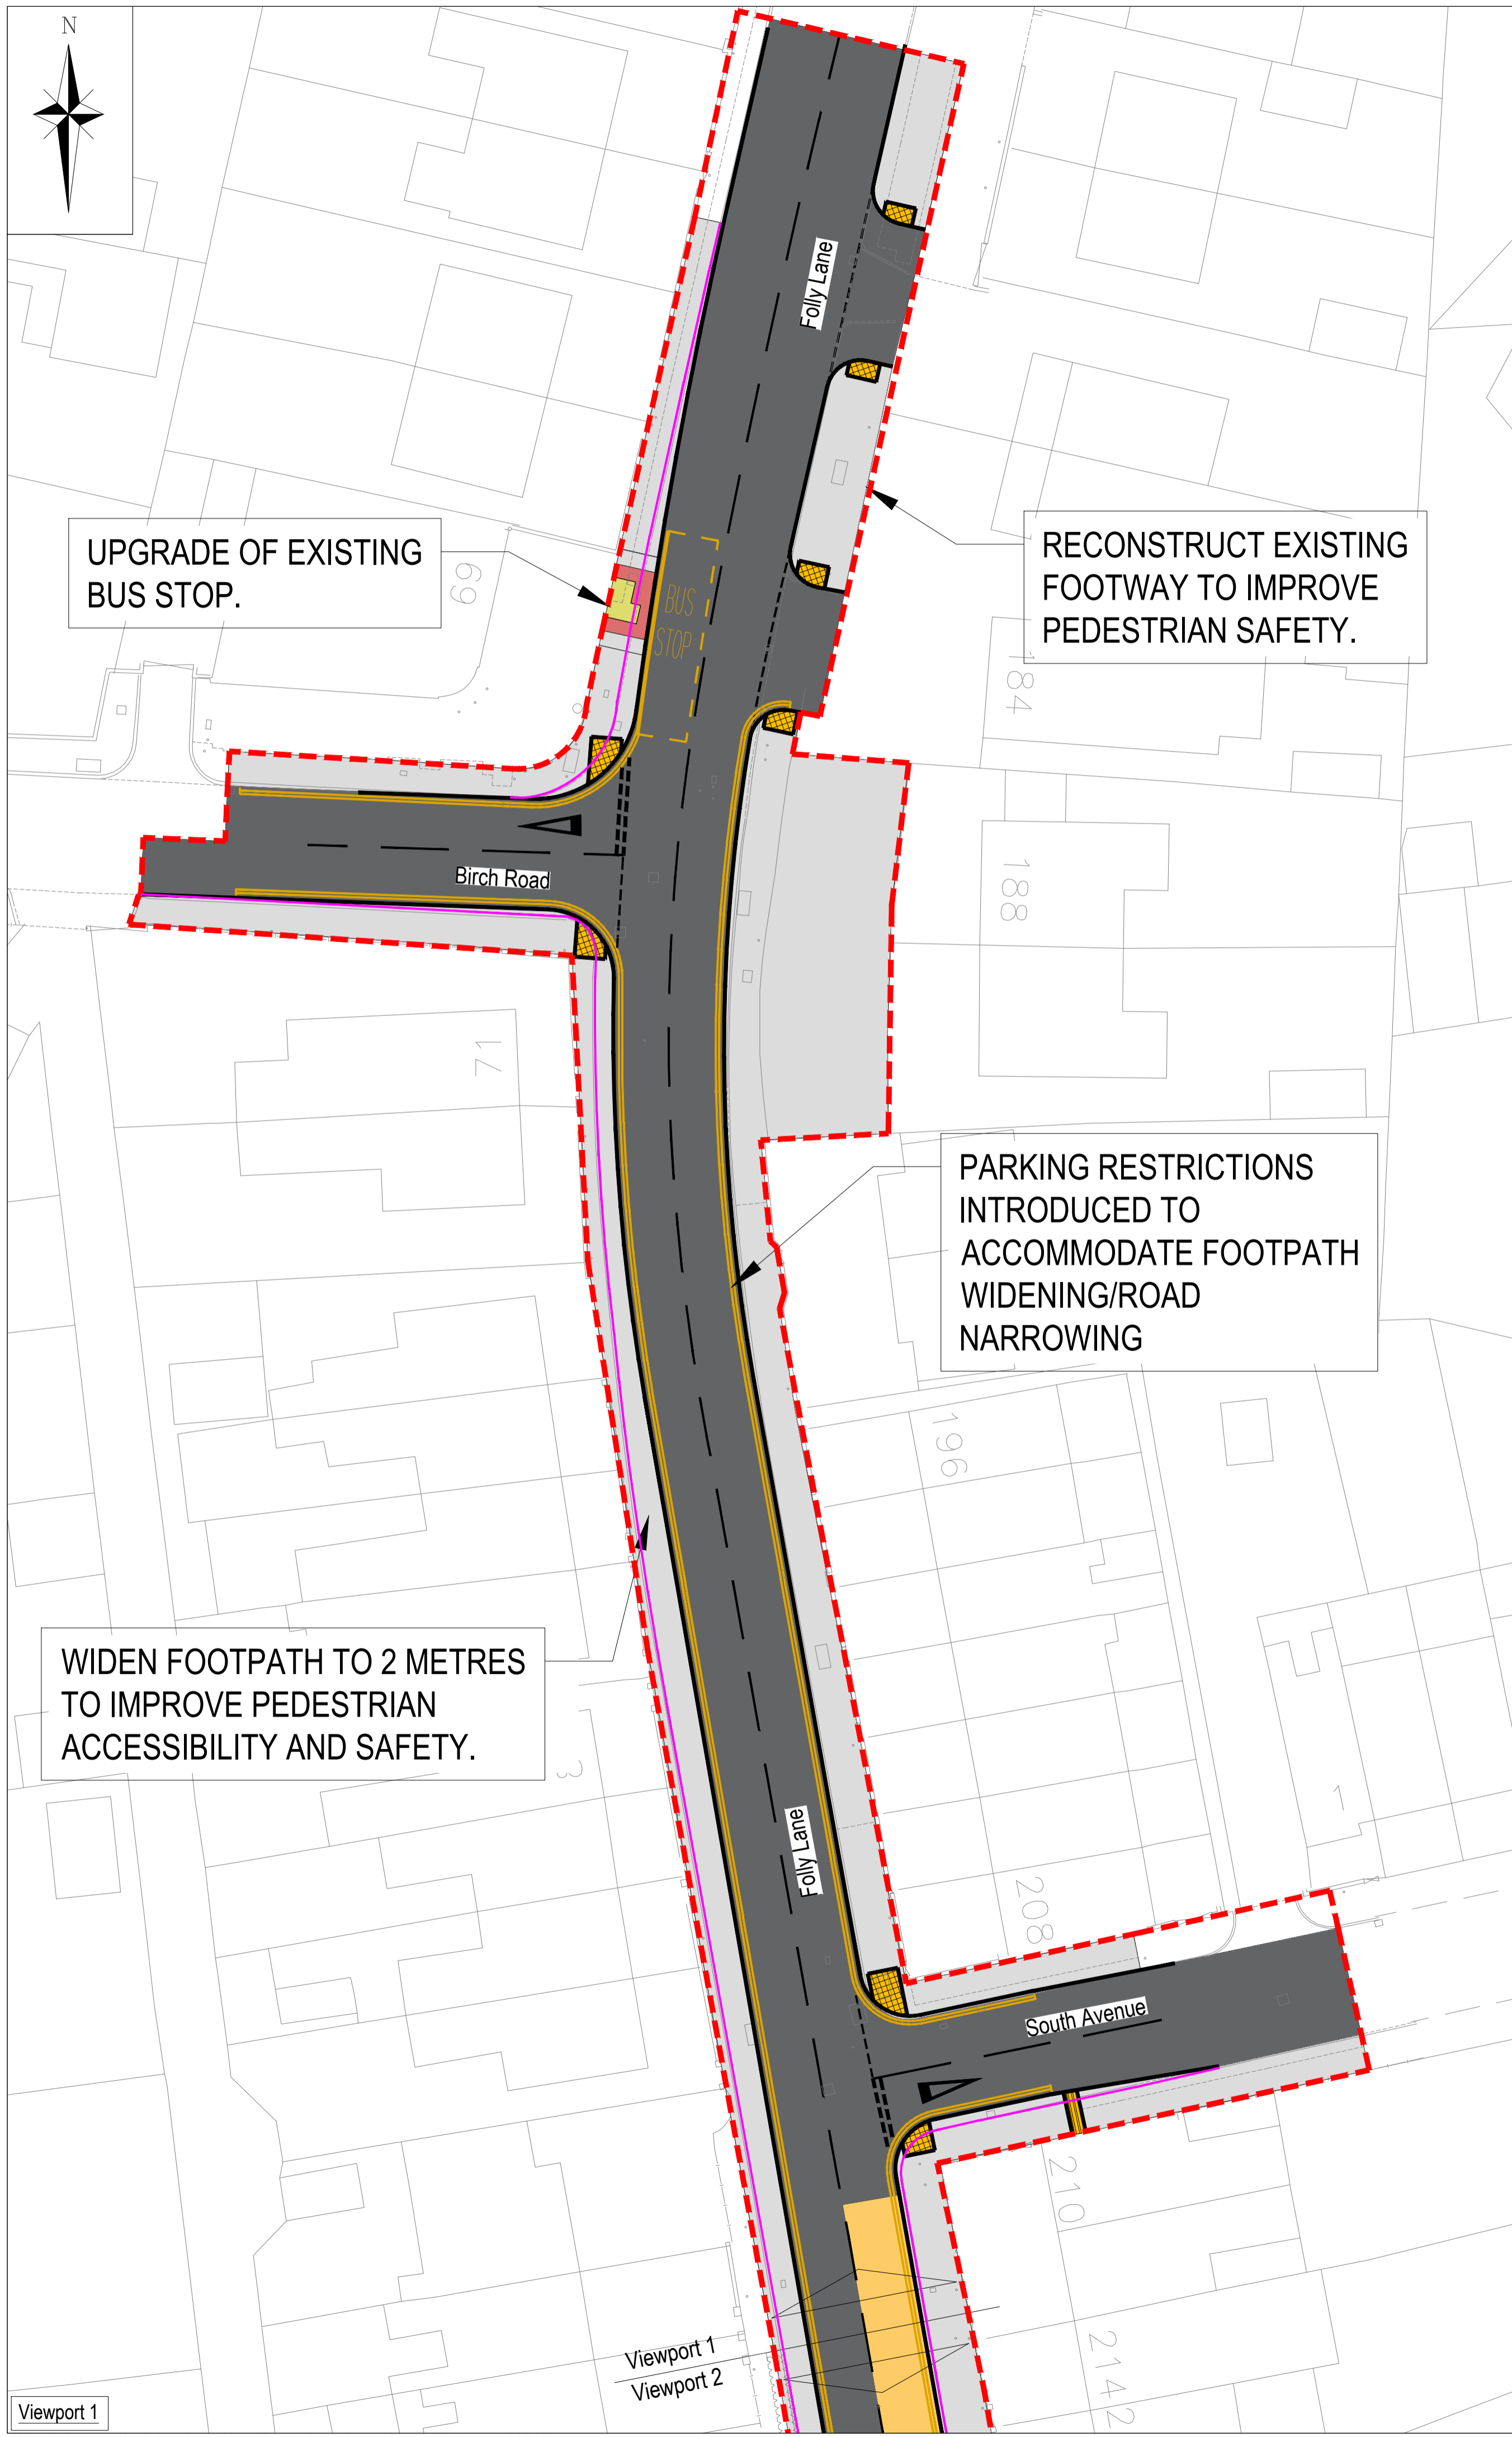 N
Folly Lane
UPGRADE OF EXISTING
BUS STOP.
69
BUS
STOP
RECONSTRUCT EXISTING
FOOTWAY TO IMPROVE
PEDESTRIAN SAFETY.
184
Birch Road
188
71
PARKING RESTRICTIONS
INTRODUCED TO
ACCOMMODATE FOOTPATH
WIDENING/ROAD
NARROWING
196
WIDEN FOOTPATH TO 2 METRES
TO IMPROVE PEDESTRIAN
ACCESSIBILITY AND SAFETY.
3
1
Folly Lane
208
South Avenue
210
Viewport 1
Viewport 2
214
2
Viewport 1